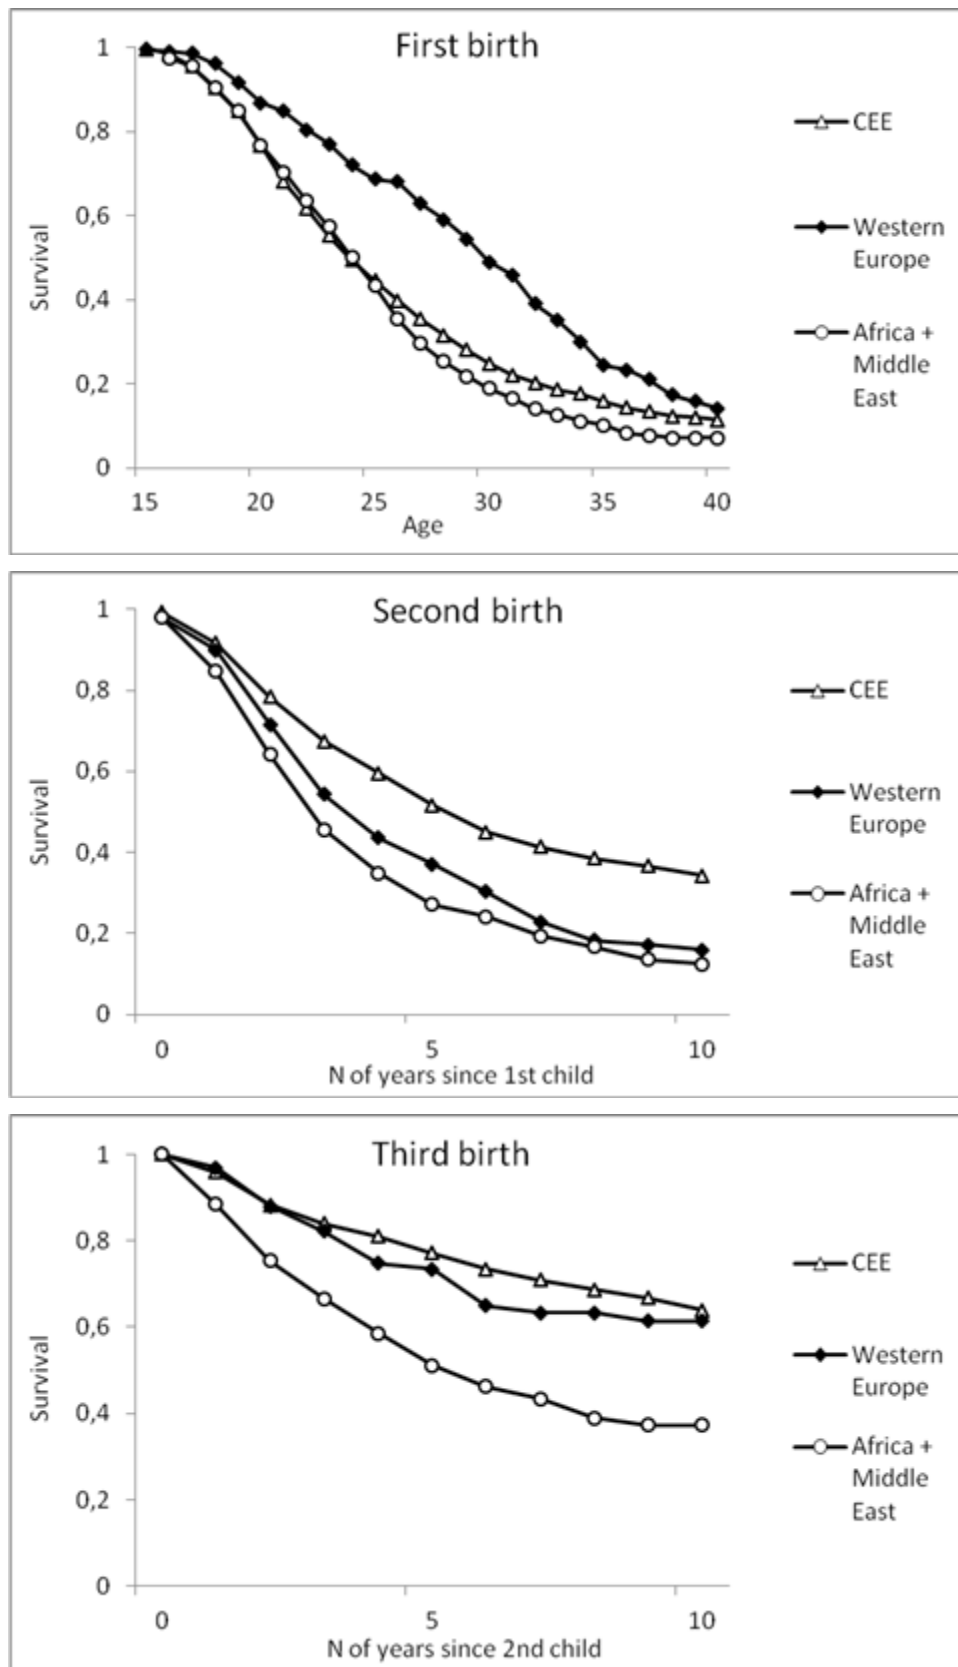 First birth
1
0,8
0,6
0,4
0,2
0
Survival
15 20 25 30 35 40
Age
CEE
Western
Europe
Africa +
Middle
East
Second birth
1
0,8
0,6
0,4
0,2
0
Survival
0 5 10
N of years since 1st child
CEE
Western
Europe
Africa +
Middle
East
Third birth
1
0,8
0,6
0,4
0,2
0
Survival
0 5 10
N of years since 2nd child
CEE
Western
Europe
Africa +
Middle
East